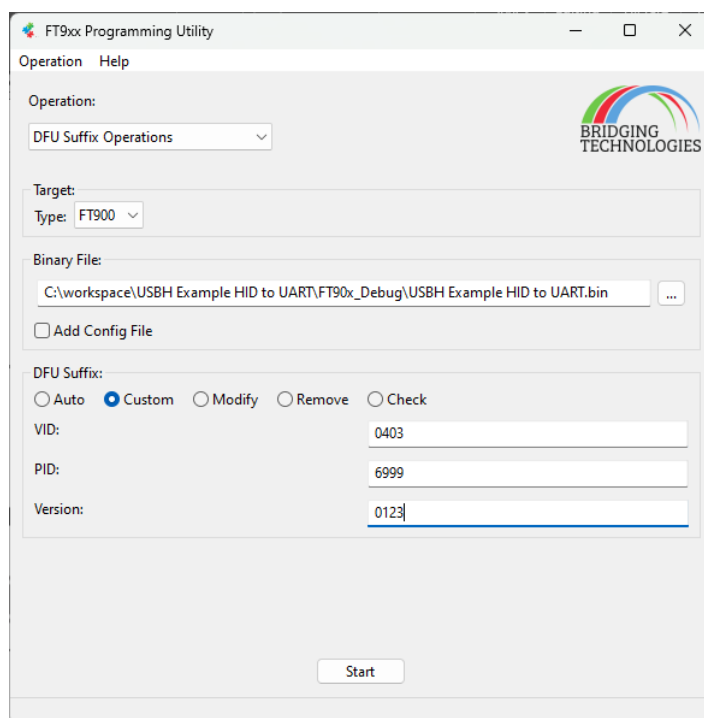 FT9xx Programming Utility
Operation Help
Operation:
DFU Suffix Operations
BRIDGING
TECHNOLOGIES
Target:
Type: FT900
Binary File:
C:\workspace\USBH Example HID to UART\FT90x_Debug\USBH Example HID to UART.bin
...
Add Config File
DFU Suffix:
Auto Custom Modify Remove Check
VID: 0403
PID: 6999
Version: 0123
Start